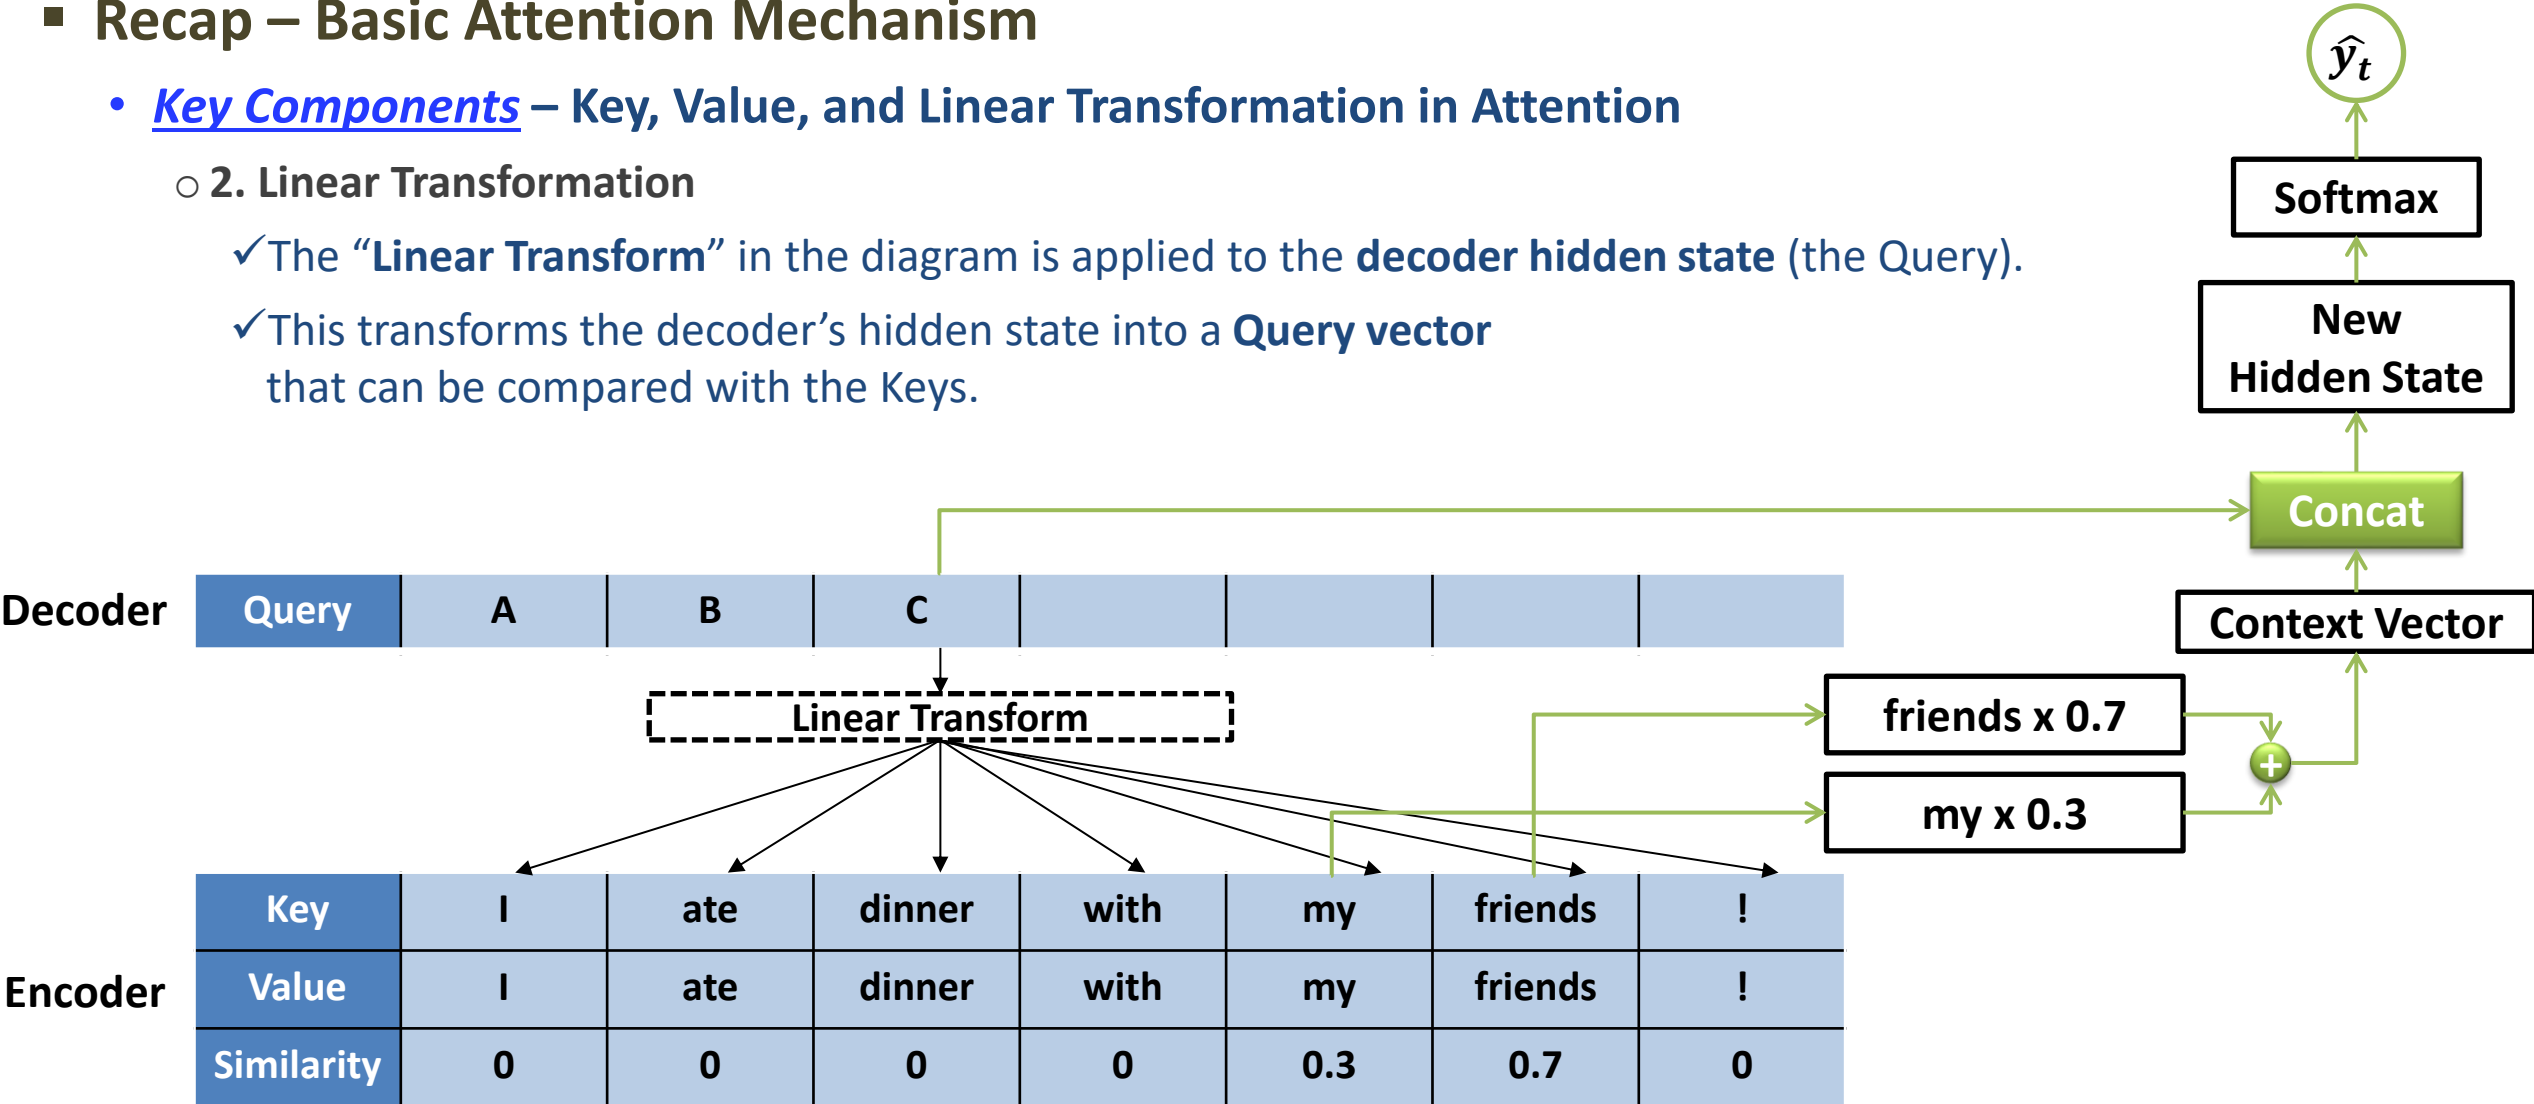 ▪ Recap – Basic Attention Mechanism
• Key Components – Key, Value, and Linear Transformation in Attention
○ 2. Linear Transformation
✓The “Linear Transform” in the diagram is applied to the decoder hidden state (the Query).
✓This transforms the decoder’s hidden state into a Query vector
that can be compared with the Keys.
ŷₜ
Softmax
New
Hidden State
Concat
Context Vector
Decoder
Query A B C
Linear Transform
friends x 0.7
+
my x 0.3
Encoder
Key I ate dinner with my friends !
Value I ate dinner with my friends !
Similarity 0 0 0 0 0.3 0.7 0